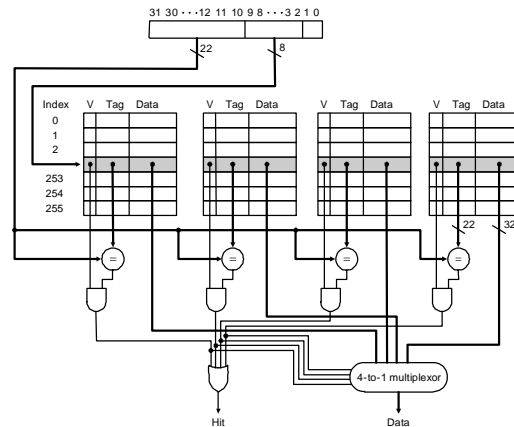 31 30 ··· 12 11 10 9 8 ··· 3 2 1 0
22 8
Index V Tag Data V Tag Data V Tag Data V Tag Data
0
1
2
253
254
255
22 32
= = = =
4-to-1 multiplexor
Hit Data